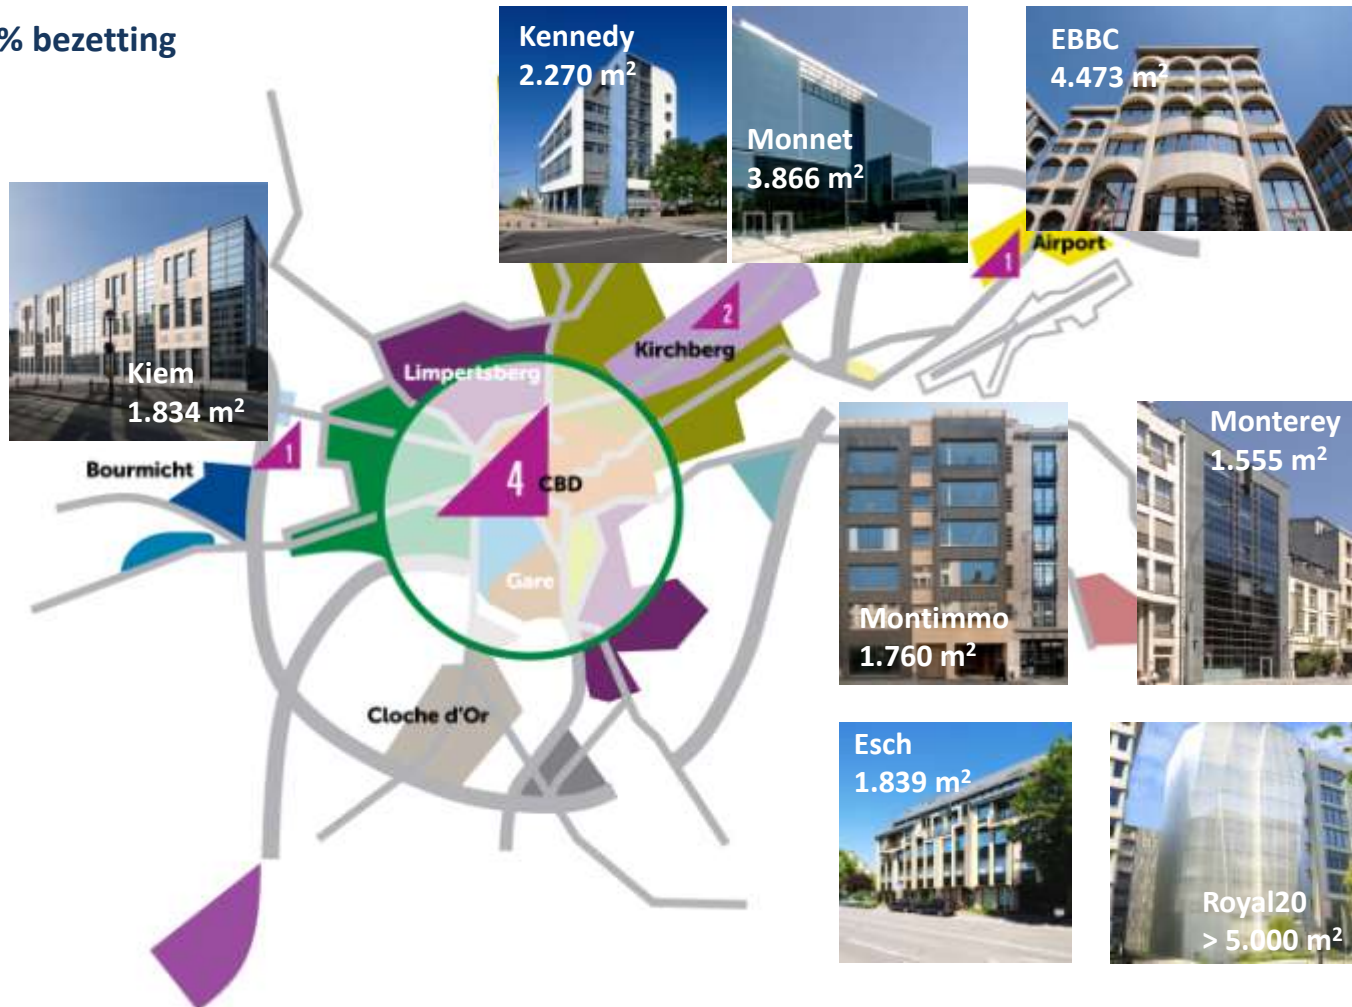 % bezetting
Kennedy
2.270 m²
Monnet
3.866 m²
EBBC
4.473 m²
Kiem
1.834 m²
Airport
1
2
Kirchberg
Limpertsberg
1
Bourmicht
4
CBD
Gare
Cloche d'Or
Montimmo
1.760 m²
Monterey
1.555 m²
Esch
1.839 m²
Royal20
> 5.000 m²